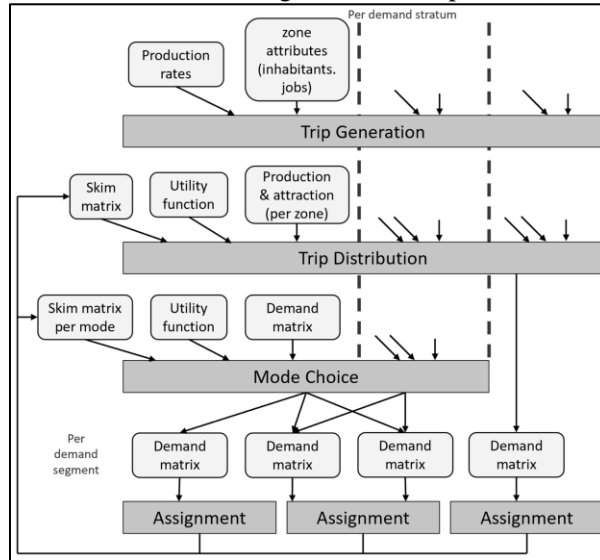 Per demand stratum
Production
rates
zone
attributes
(inhabitants.
jobs)
Trip Generation
Skim
matrix
Utility
function
Production
& attraction
(per zone)
Trip Distribution
Skim matrix
per mode
Utility
function
Demand
matrix
Mode Choice
Per
demand
segment
Demand
matrix
Demand
matrix
Demand
matrix
Demand
matrix
Assignment
Assignment
Assignment